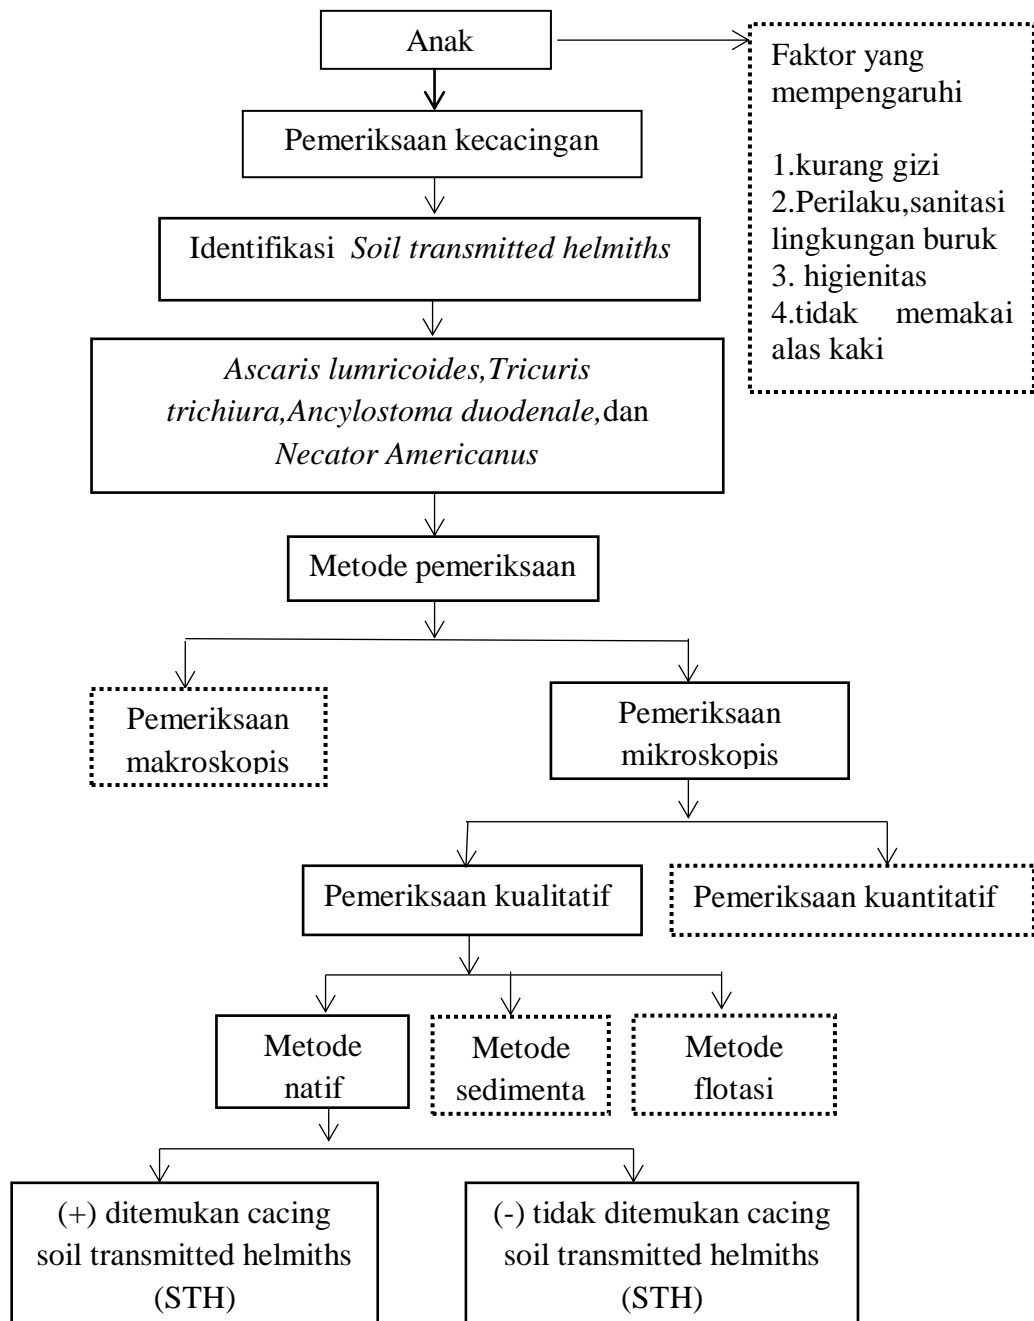 Anak
Faktor yang
mempengaruhi
1.kurang gizi
2.Perilaku,sanitasi
lingkungan buruk
3. higienitas
4.tidak memakai
alas kaki
Pemeriksaan kecacingan
Identifikasi Soil transmitted helmiths
Ascaris lumricoides,Tricuris
trichiura,Ancylostoma duodenale,dan
Necator Americanus
Metode pemeriksaan
Pemeriksaan
makroskopis
Pemeriksaan
mikroskopis
Pemeriksaan kualitatif
Pemeriksaan kuantitatif
Metode
natif
Metode
sedimenta
Metode
flotasi
(+) ditemukan cacing
soil transmitted helmiths
(STH)
(-) tidak ditemukan cacing
soil transmitted helmiths
(STH)